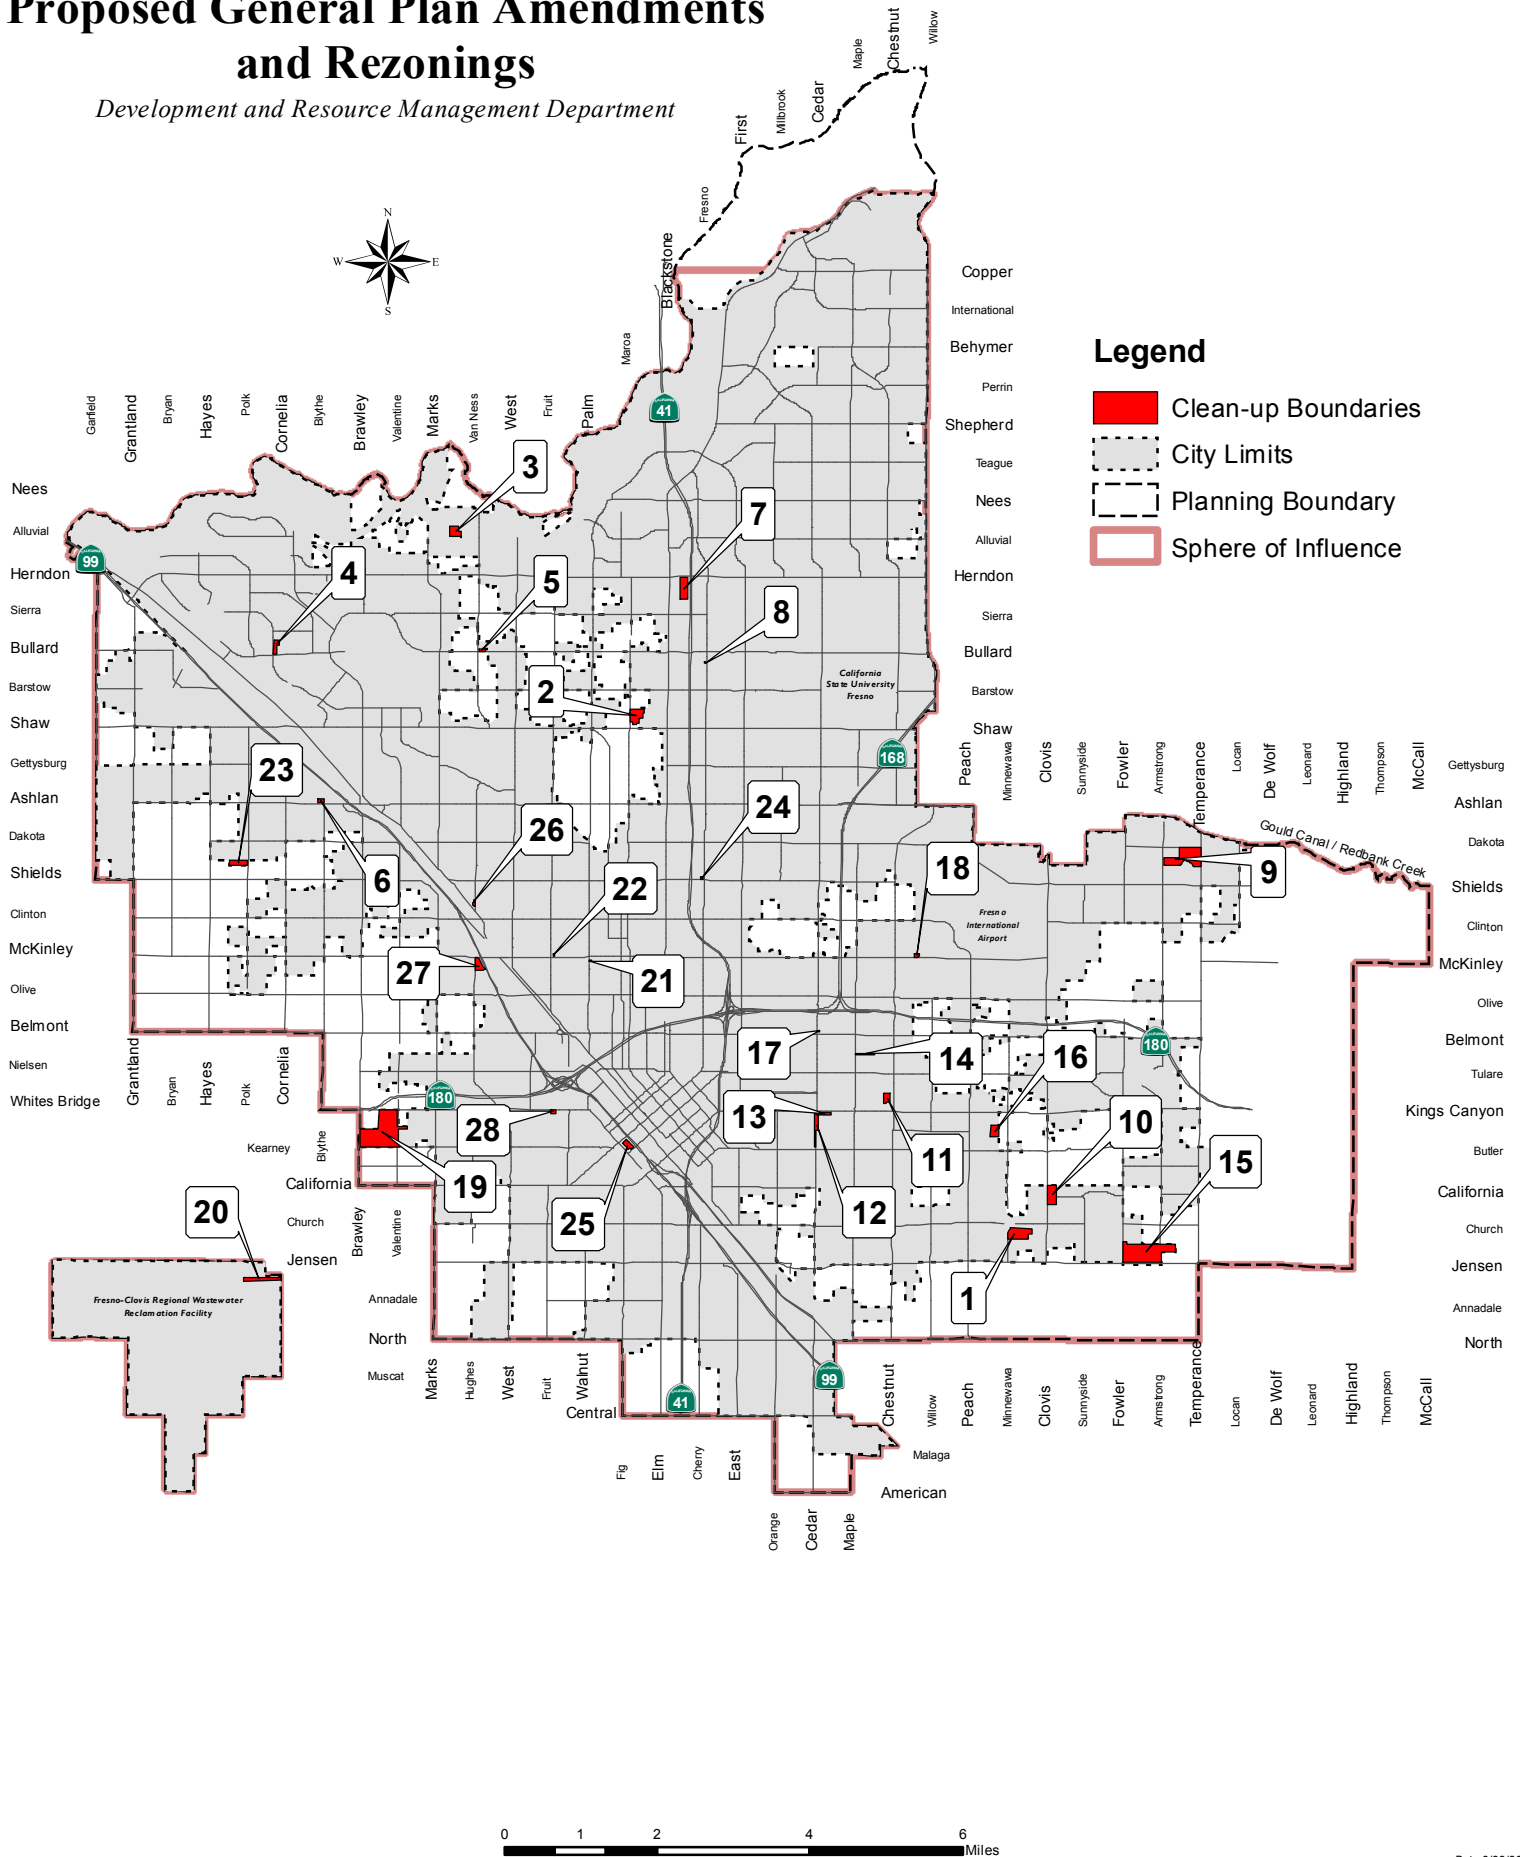 Proposed General Plan Amendments
and Rezonings
Development and Resource Management Department
N
W
E
S
Blackstone
Fresno
First
Millbrook
Cedar
Maple
Chestnut
Willow
Garfield
Grantland
Bryan
Hayes
Polk
Cornelia
Blythe
Brawley
Valentine
Marks
Van Ness
West
Fruit
Palm
Maroa
CALIFORNIA
41
Copper
International
Behymer
Perrin
Shepherd
Teague
Nees
Alluvial
Herndon
Sierra
Bullard
Barstow
Shaw
Legend
Clean-up Boundaries
City Limits
Planning Boundary
Sphere of Influence
Nees
Alluvial
Herndon
Sierra
Bullard
Barstow
Shaw
Gettysburg
Ashlan
Dakota
Shields
Clinton
McKinley
Olive
Belmont
Nielsen
Whites Bridge
CALIFORNIA
99
3
7
4
5
8
2
California
State University
Fresno
CALIFORNIA
168
23
26
24
6
22
18
9
27
21
Fresno
International
Airport
Peach
Minnewawa
Clovis
Sunnyside
Fowler
Armstrong
Temperance
Locan
De Wolf
Leonard
Highland
Thompson
McCall
Gould Canal / Redbank Creek
Gettysburg
Ashlan
Dakota
Shields
Clinton
McKinley
Olive
Belmont
Tulare
Kings Canyon
Butler
California
Church
Jensen
Annadale
North
17
14
16
CALIFORNIA
180
Grantland
Bryan
Hayes
Polk
Cornelia
CALIFORNIA
180
28
13
11
10
15
19
12
25
1
20
Kearney
Blythe
California
Church
Brawley
Valentine
Jensen
Annadale
North
Muscat
Fresno-Clovis Regional Wastewater
Reclamation Facility
Marks
Hughes
West
Fruit
Walnut
Central
CALIFORNIA
41
CALIFORNIA
99
Chestnut
Willow
Peach
Minnewawa
Clovis
Sunnyside
Fowler
Armstrong
Temperance
Locan
De Wolf
Leonard
Highland
Thompson
McCall
Fig
Elm
Cherry
East
Malaga
American
Orange
Cedar
Maple
0
1
2
4
6
Miles